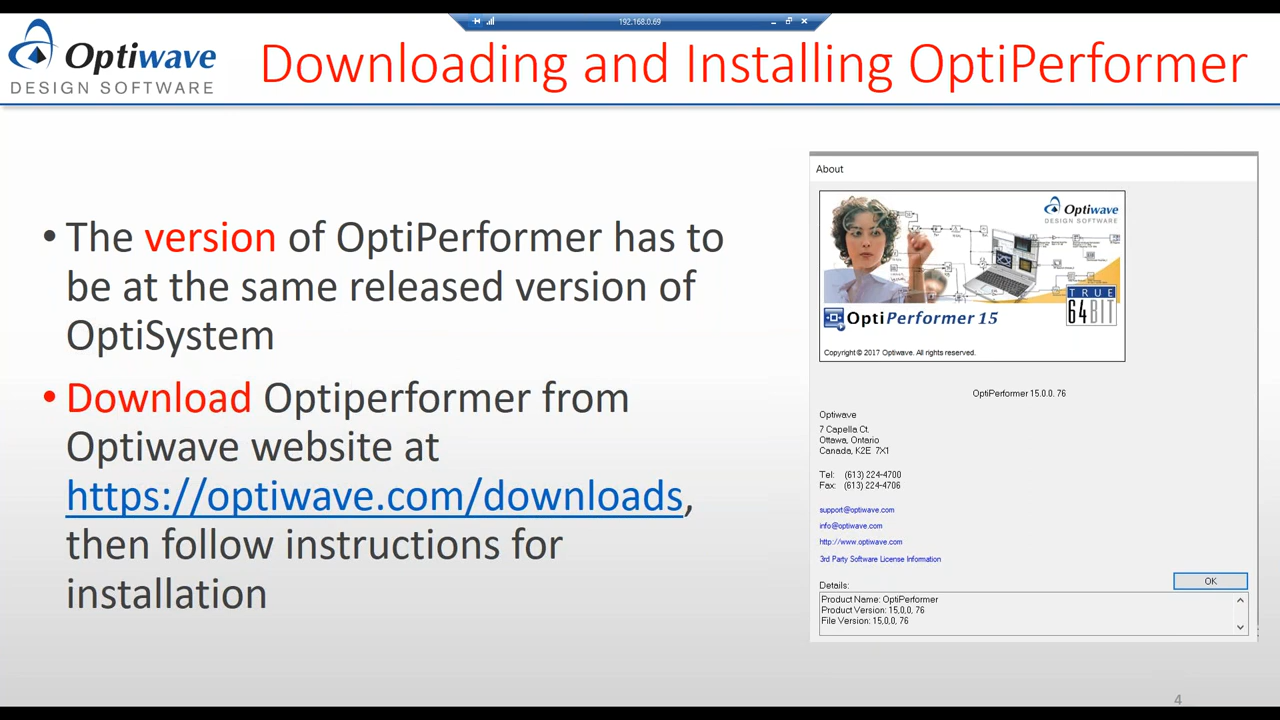 192.168.0.69
Optiwave
DESIGN SOFTWARE
Downloading and Installing OptiPerformer
• The version of OptiPerformer has to
be at the same released version of
OptiSystem
• Download Optiperformer from
Optiwave website at
https://optiwave.com/downloads,
then follow instructions for
installation
About
Optiwave
DESIGN SOFTWARE
OptiPerformer 15
TRUE
64BIT
Copyright © 2017 Optiwave. All rights reserved.
OptiPerformer 15.0.0. 76
Optiwave
7 Capella Ct.
Ottawa, Ontario
Canada, K2E 7X1
Tel: (613) 224-4700
Fax: (613) 224-4706
support@optiwave.com
info@optiwave.com
http://www.optiwave.com
3rd Party Software License Information
OK
Details:
Product Name: OptiPerformer
Product Version: 15,0,0, 76
File Version: 15,0,0, 76
4